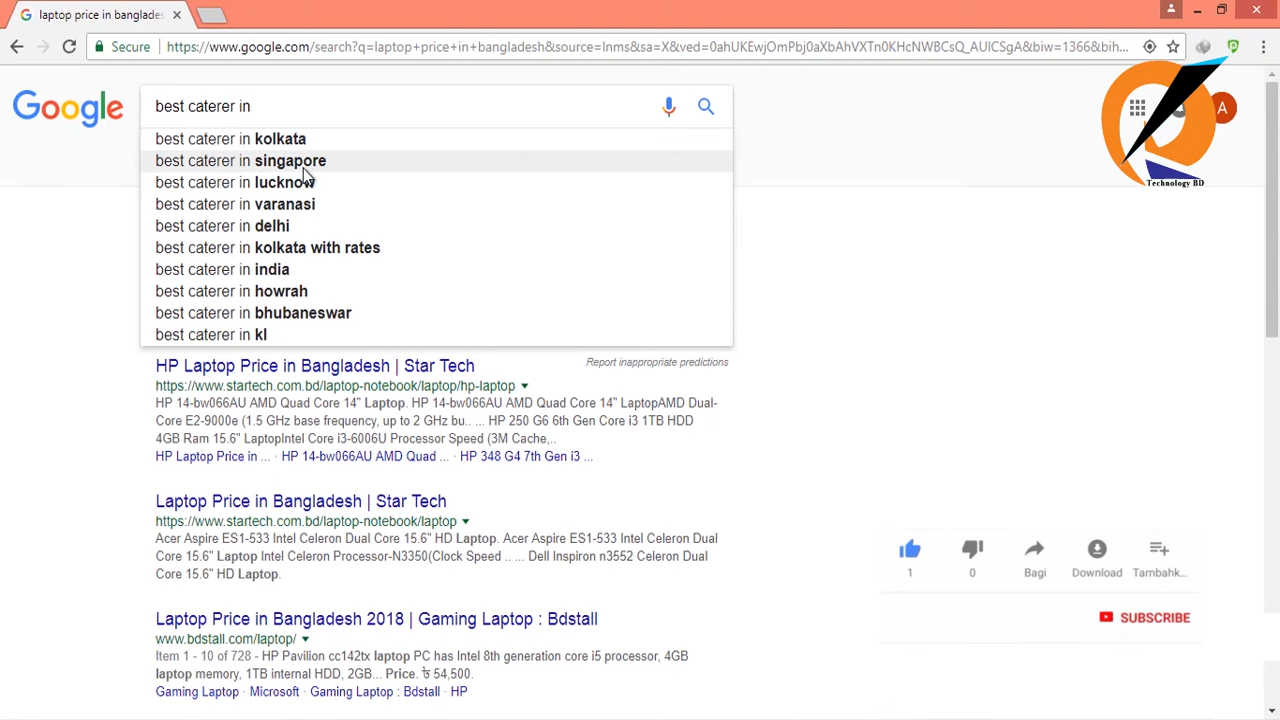 laptop price in banglades
Secure
https://www.google.com/search?q=laptop+price+in+bangladesh&source=lnms&sa=X&ved=0ahUKEwjOmPbj0aXbAhVXTn0KHcNWBCsQ_AUICSgA&biw=1366&bih...
Google
best caterer in
A
best caterer in kolkata
best caterer in singapore
best caterer in lucknow
best caterer in varanasi
best caterer in delhi
best caterer in kolkata with rates
best caterer in india
best caterer in howrah
best caterer in bhubaneswar
best caterer in kl
Technology BD
Report inappropriate predictions
HP Laptop Price in Bangladesh | Star Tech
https://www.startech.com.bd/laptop-notebook/laptop/hp-laptop
HP 14-bw066AU AMD Quad Core 14" Laptop. HP 14-bw066AU AMD Quad Core 14" LaptopAMD Dual-
Core E2-9000e (1.5 GHz base frequency, up to 2 GHz bu.. ... HP 250 G6 6th Gen Core i3 1TB HDD
4GB Ram 15.6" LaptopIntel Core i3-6006U Processor Speed (3M Cache,..
HP Laptop Price in ... · HP 14-bw066AU AMD Quad ... · HP 348 G4 7th Gen i3 ...
Laptop Price in Bangladesh | Star Tech
https://www.startech.com.bd/laptop-notebook/laptop
Acer Aspire ES1-533 Intel Celeron Dual Core 15.6" HD Laptop. Acer Aspire ES1-533 Intel Celeron Dual
Core 15.6" Laptop Intel Celeron Processor-N3350(Clock Speed .. ... Dell Inspiron n3552 Celeron Dual
Core 15.6" HD Laptop.
Laptop Price in Bangladesh 2018 | Gaming Laptop : Bdstall
www.bdstall.com/laptop/
Item 1 - 10 of 728 - HP Pavilion cc142tx laptop PC has Intel 8th generation core i5 processor, 4GB
laptop memory, 1TB internal HDD, 2GB... Price. ৳ 54,500.
Gaming Laptop · Microsoft · Gaming Laptop : Bdstall · HP
1
0
Bagi
Download
Tambahk...
SUBSCRIBE